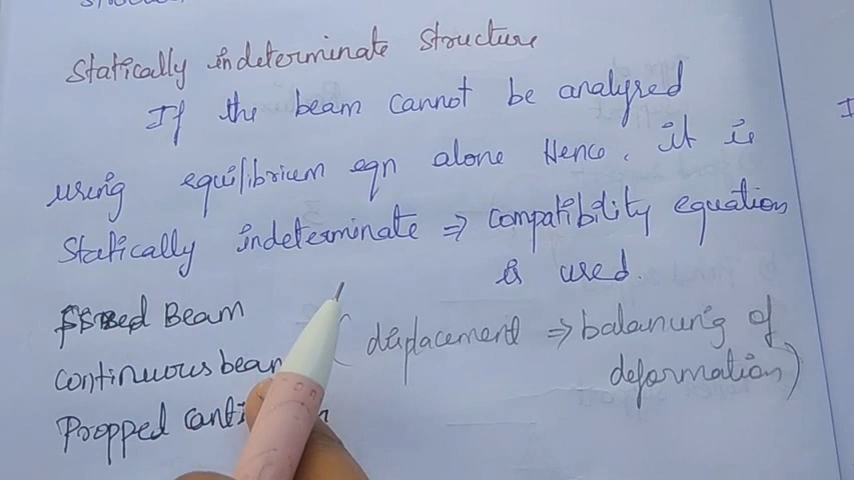 Statically indeterminate structure
If the beam cannot be analysed
using equilibrium eqn alone Hence, it is
Statically indeterminate ⇒ compatibility equation
is used.
Fixed Beam
(displacement ⇒ balancing of
deformation)
continuous beam
Propped canti